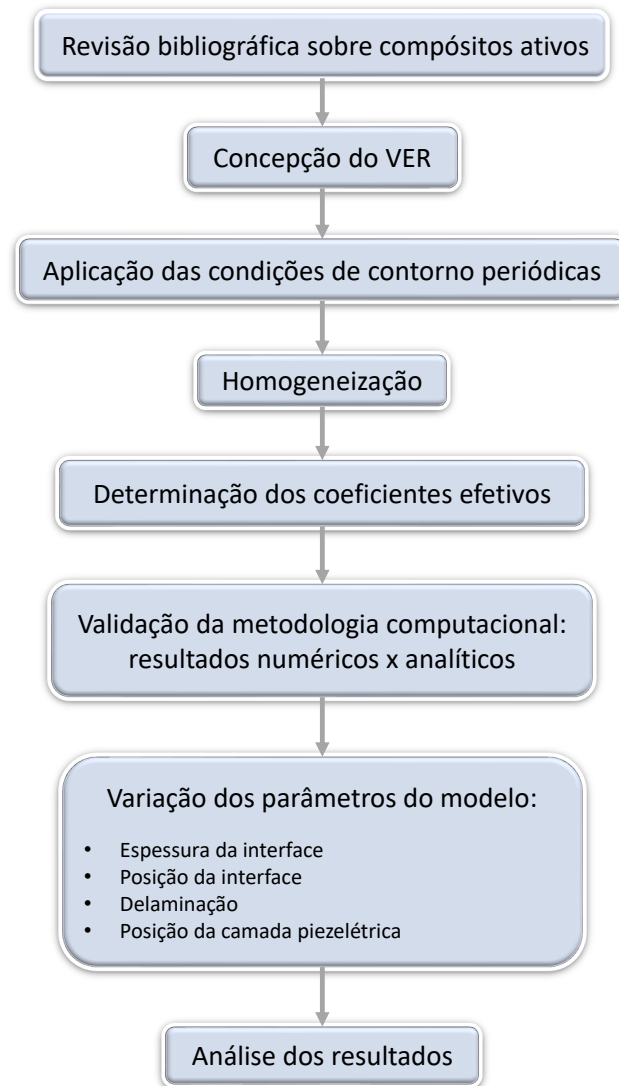 Revisão bibliográfica sobre compósitos ativos
Concepção do VER
Aplicação das condições de contorno periódicas
Homogeneização
Determinação dos coeficientes efetivos
Validação da metodologia computacional:
resultados numéricos x analíticos
Variação dos parâmetros do modelo:
• Espessura da interface
• Posição da interface
• Delaminação
• Posição da camada piezelétrica
Análise dos resultados